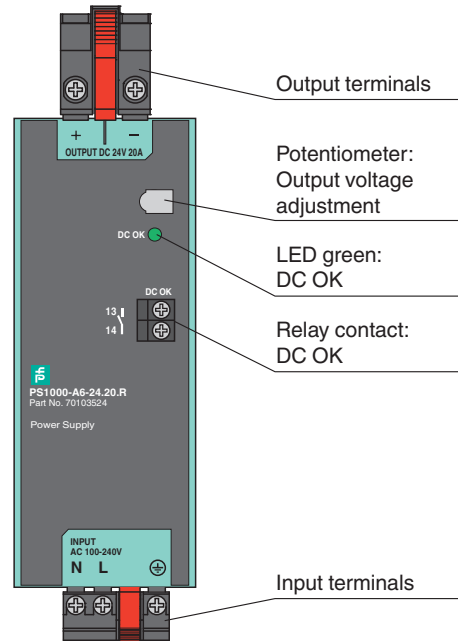 Output terminals
+ −
OUTPUT DC 24V 20A
Potentiometer:
Output voltage
adjustment
DC OK
LED green:
DC OK
DC OK
13
14
Relay contact:
DC OK
PS1000-A6-24.20.R
Part No. 70103524
Power Supply
INPUT
AC 100-240V
N L
Input terminals